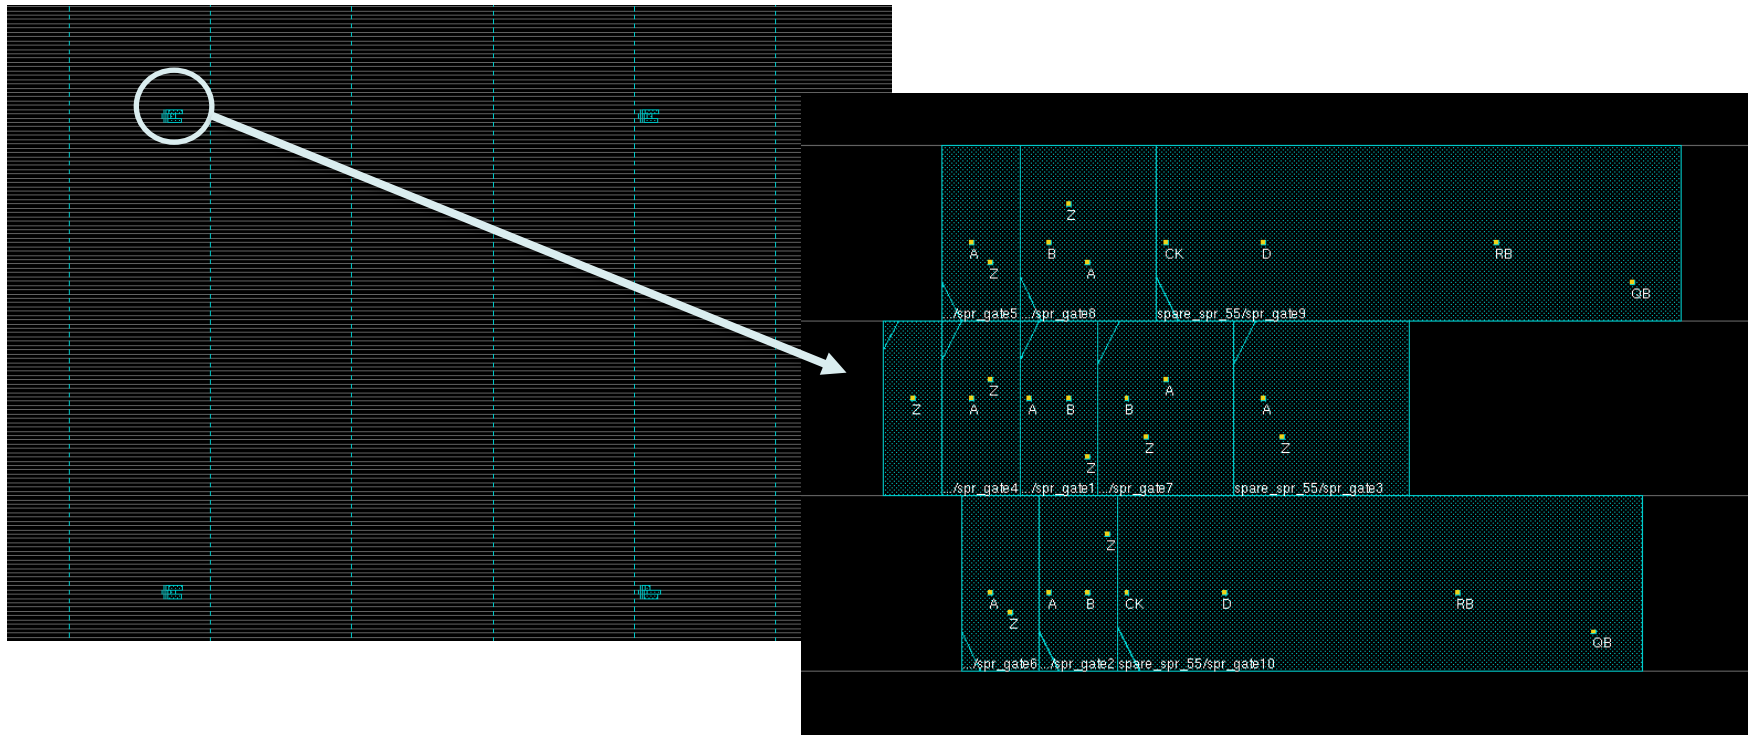 Z
B
A
CK
D
RB
Z
A
QB
.../spr_gate5
.../spr_gate8
spare_spr_55/spr_gate9
Z
A
Z
A
A
B
B
A
Z
Z
Z
.../spr_gate4
.../spr_gate1
.../spr_gate7
spare_spr_55/spr_gate3
Z
A
A
B
CK
D
RB
Z
QB
.../spr_gate6
.../spr_gate2
spare_spr_55/spr_gate10